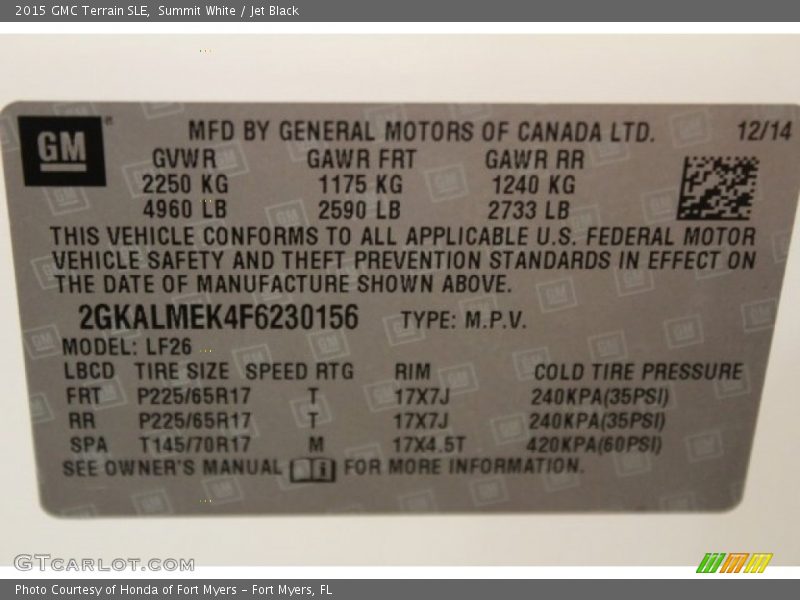 2015 GMC Terrain SLE,  Summit White / Jet Black
GM ® MFD BY GENERAL MOTORS OF CANADA LTD. 12/14
GVWR GAWR FRT GAWR RR
2250 KG 1175 KG 1240 KG
4960 LB 2590 LB 2733 LB
THIS VEHICLE CONFORMS TO ALL APPLICABLE U.S. FEDERAL MOTOR
VEHICLE SAFETY AND THEFT PREVENTION STANDARDS IN EFFECT ON
THE DATE OF MANUFACTURE SHOWN ABOVE.
2GKALMEK4F6230156 TYPE: M.P.V.
MODEL: LF26
LBCD TIRE SIZE SPEED RTG RIM COLD TIRE PRESSURE
FRT P225/65R17 T 17X7J 240KPA(35PSI)
RR P225/65R17 T 17X7J 240KPA(35PSI)
SPA T145/70R17 M 17X4.5T 420KPA(60PSI)
SEE OWNER'S MANUAL FOR MORE INFORMATION.
GTCARLOT.COM
Photo Courtesy of Honda of Fort Myers - Fort Myers, FL